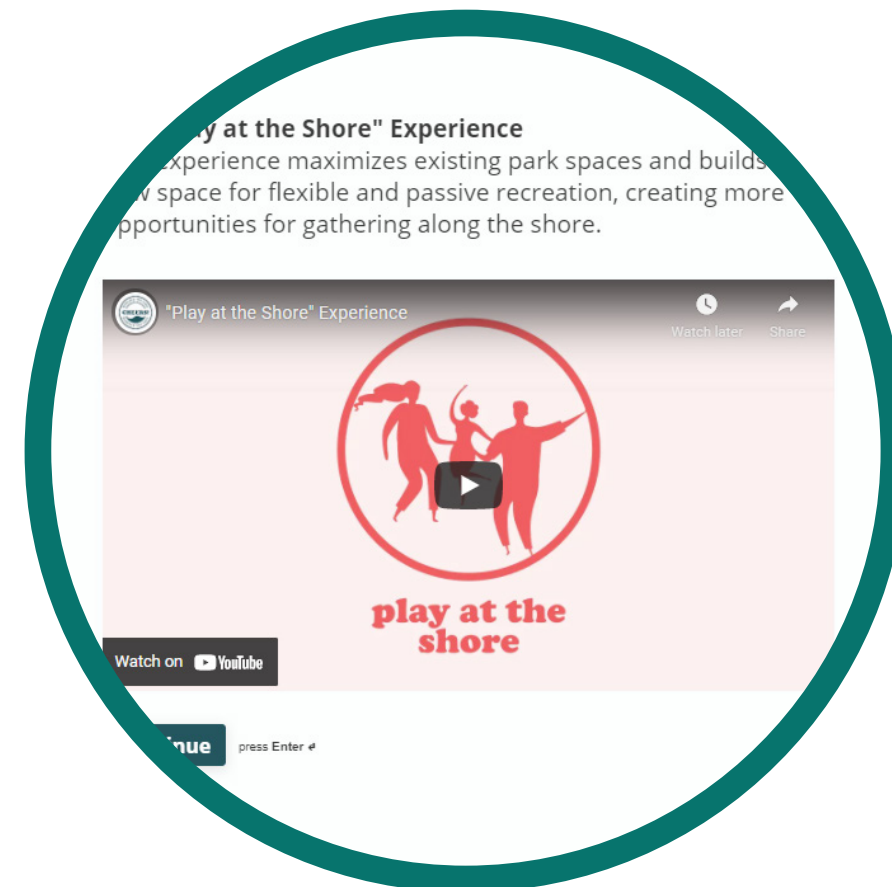 y at the Shore" Experience
experience maximizes existing park spaces and builds
w space for flexible and passive recreation, creating more
pportunities for gathering along the shore.
"Play at the Shore" Experience
Watch later
Share
play at the
shore
Watch on YouTube
nue press Enter ↵